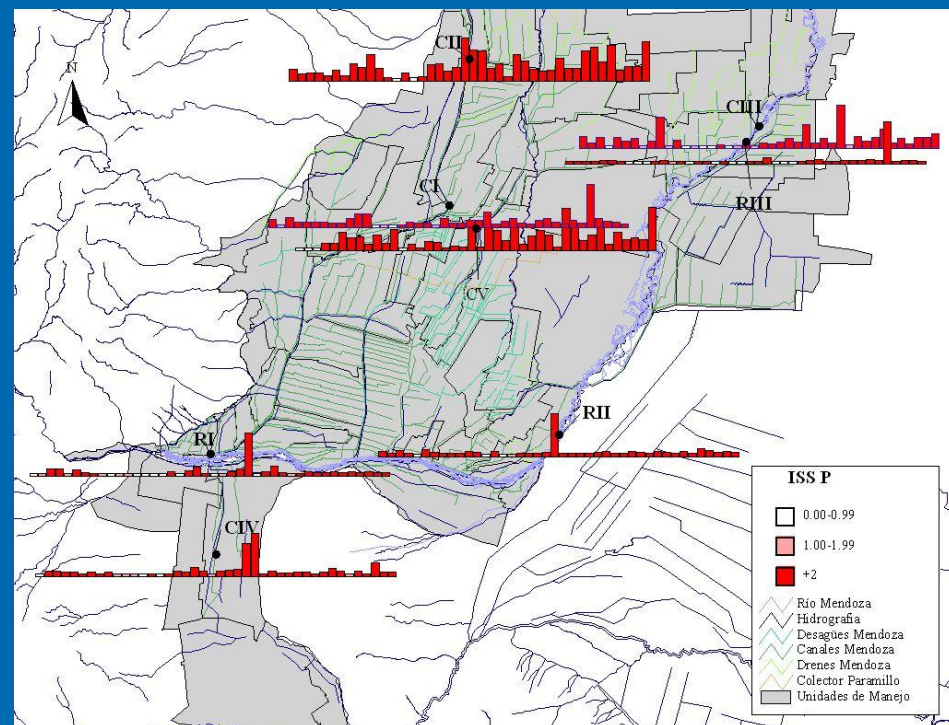 CII
N
CIII
CI
RIII
CV
RII
RI
CIV
ISS P
0.00-0.99
1.00-1.99
+2
Río Mendoza
Hidrografía
Desagües Mendoza
Canales Mendoza
Drenes Mendoza
Colector Paramillo
Unidades de Manejo